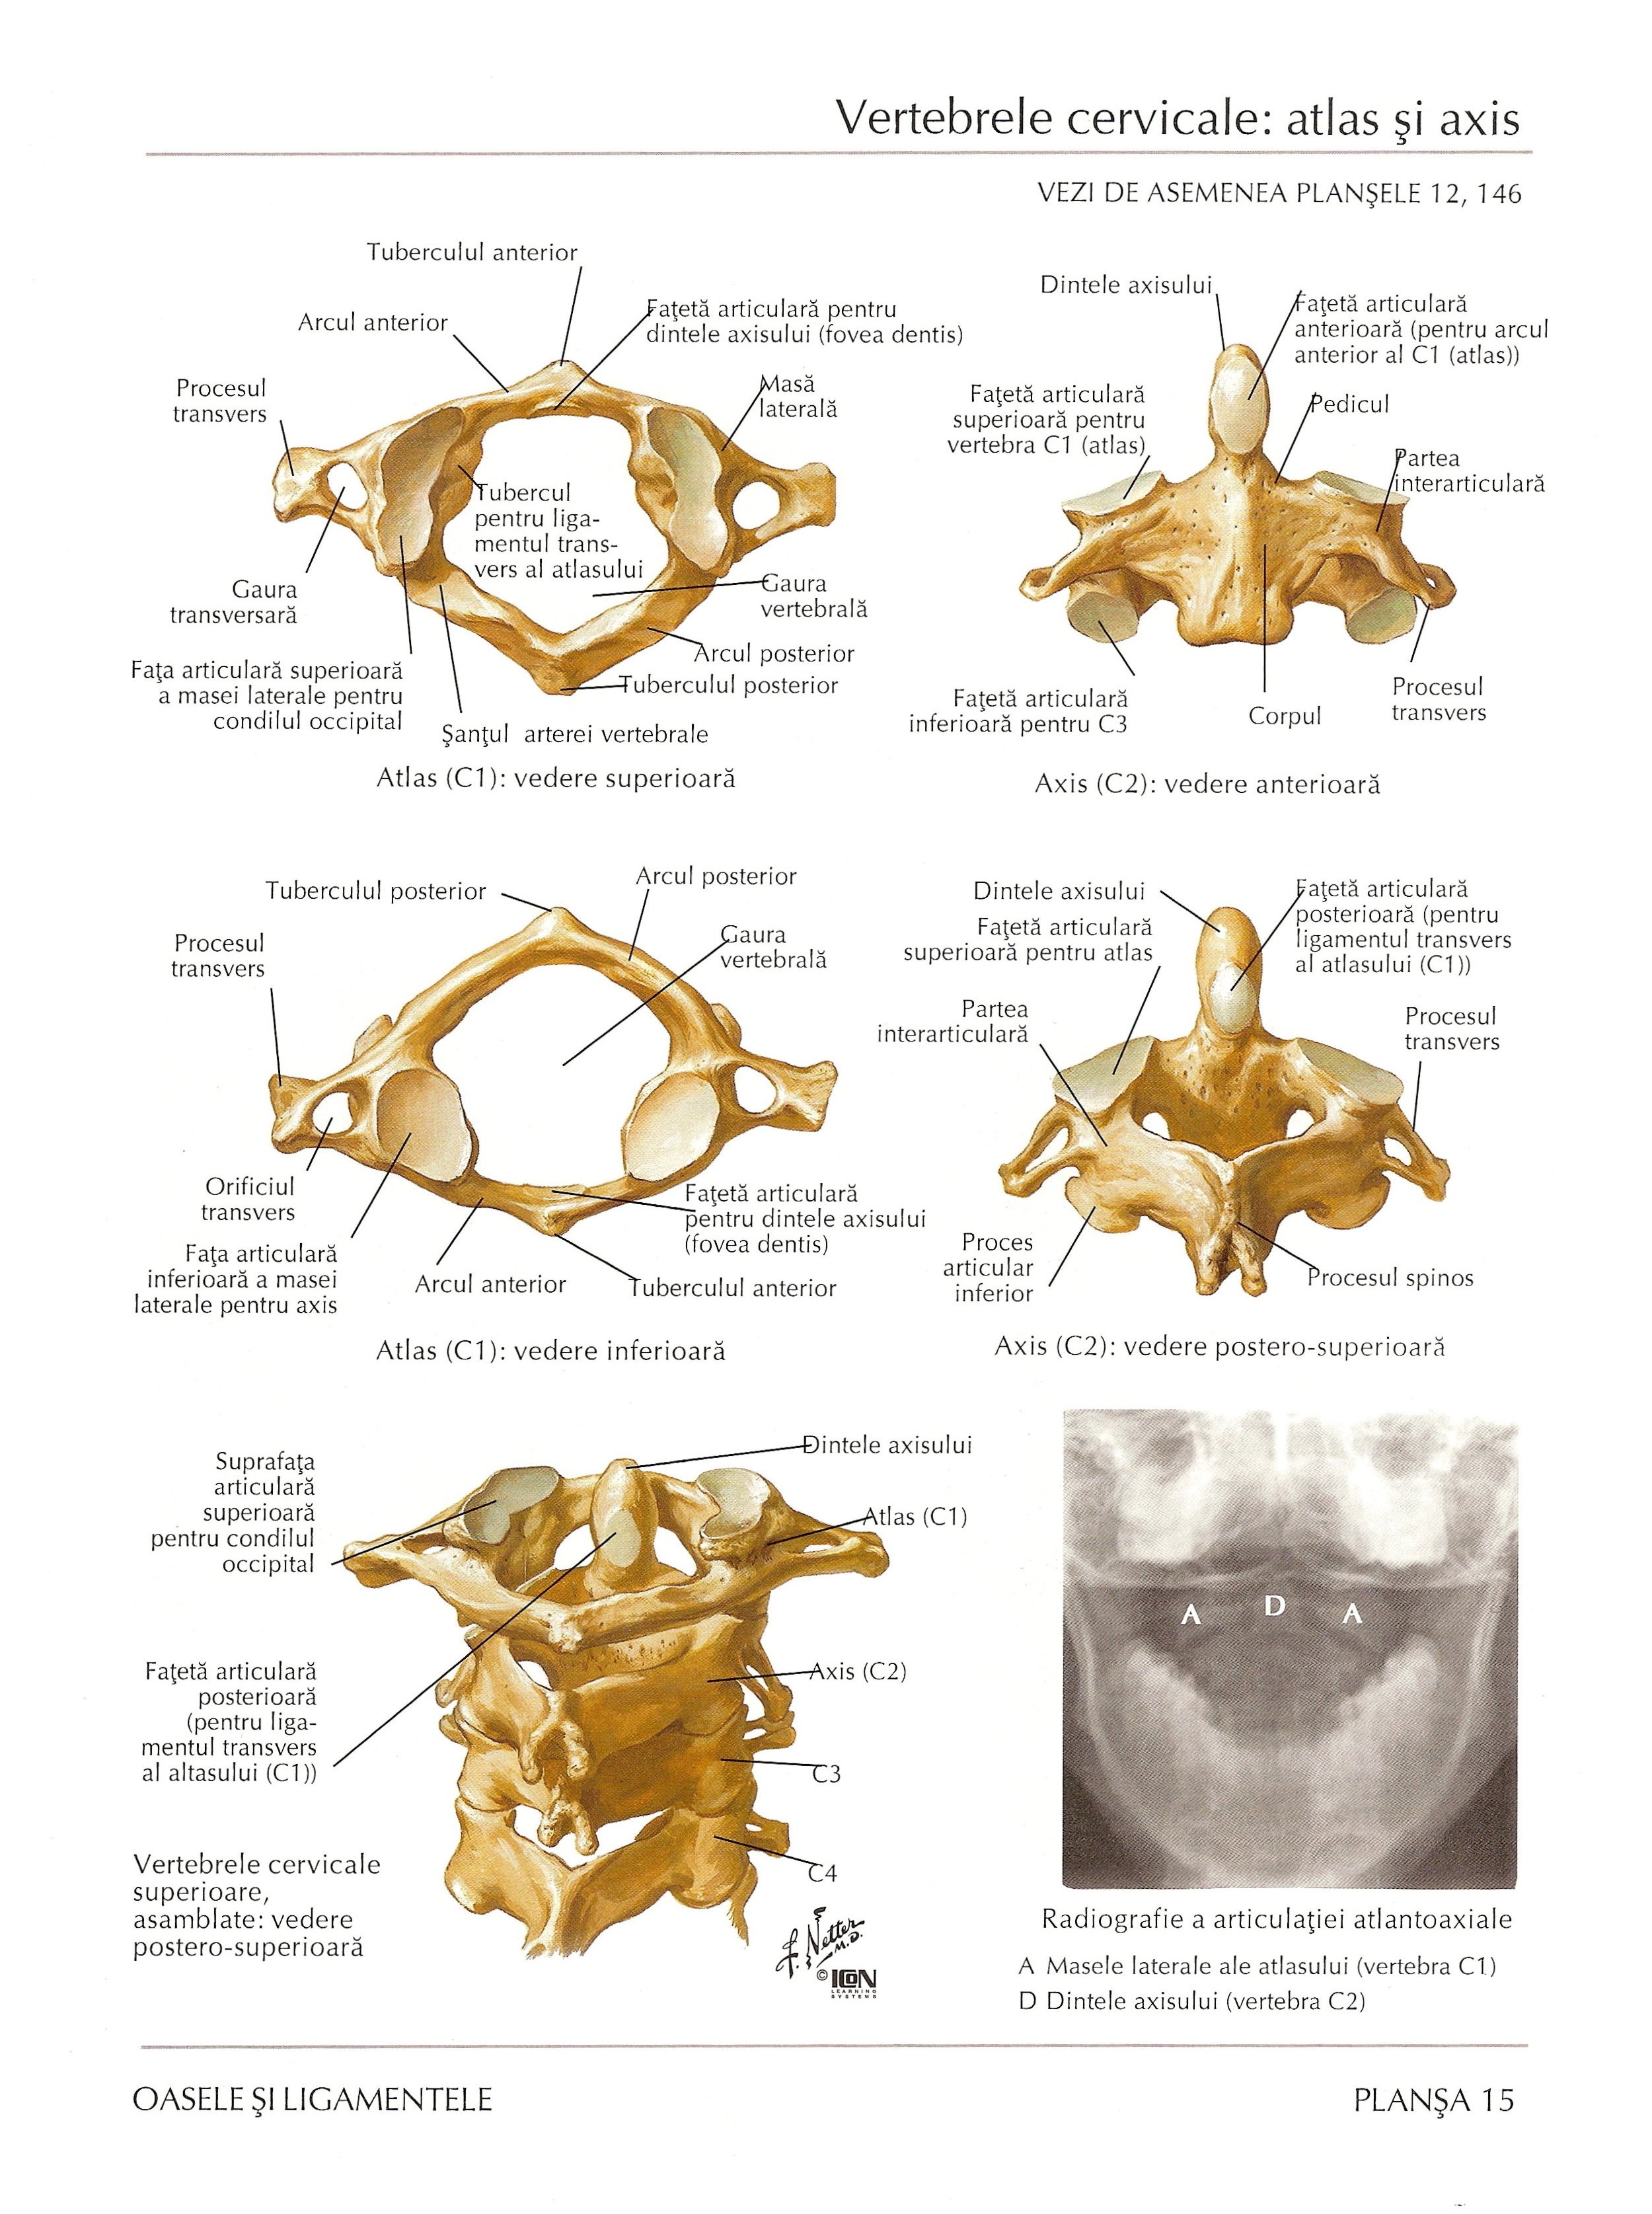 Vertebrele cervicale: atlas şi axis
VEZI DE ASEMENEA PLANŞELE 12, 146
Tuberculul anterior
Arcul anterior
Faţetă articulară pentru
dintele axisului (fovea dentis)
Procesul
transvers
Masă
laterală
Tubercul
pentru liga-
mentul trans-
vers al atlasului
Gaura
transversară
Gaura
vertebrală
Arcul posterior
Faţa articulară superioară
a masei laterale pentru
condilul occipital
Tuberculul posterior
Şanţul arterei vertebrale
Atlas (C1): vedere superioară
Dintele axisului
Faţetă articulară
anterioară (pentru arcul
anterior al C1 (atlas))
Faţetă articulară
superioară pentru
vertebra C1 (atlas)
Pedicul
Partea
interarticulară
Faţetă articulară
inferioară pentru C3
Corpul
Procesul
transvers
Axis (C2): vedere anterioară
Tuberculul posterior
Arcul posterior
Procesul
transvers
Gaura
vertebrală
Orificiul
transvers
Faţa articulară
inferioară a masei
laterale pentru axis
Arcul anterior
Faţetă articulară
pentru dintele axisului
(fovea dentis)
Tuberculul anterior
Atlas (C1): vedere inferioară
Dintele axisului
Faţetă articulară
superioară pentru atlas
Faţetă articulară
posterioară (pentru
ligamentul transvers
al atlasului (C1))
Partea
interarticulară
Procesul
transvers
Proces
articular
inferior
Procesul spinos
Axis (C2): vedere postero-superioară
Suprafaţa
articulară
superioară
pentru condilul
occipital
Dintele axisului
Atlas (C1)
Faţetă articulară
posterioară
(pentru liga-
mentul transvers
al altasului (C1))
Axis (C2)
C3
C4
Vertebrele cervicale
superioare,
asamblate: vedere
postero-superioară
F. Netter
M.D.
© ICON
LEARNING
SYSTEMS
A D A
Radiografie a articulaţiei atlantoaxiale
A Masele laterale ale atlasului (vertebra C1)
D Dintele axisului (vertebra C2)
OASELE ŞI LIGAMENTELE
PLANŞA 15